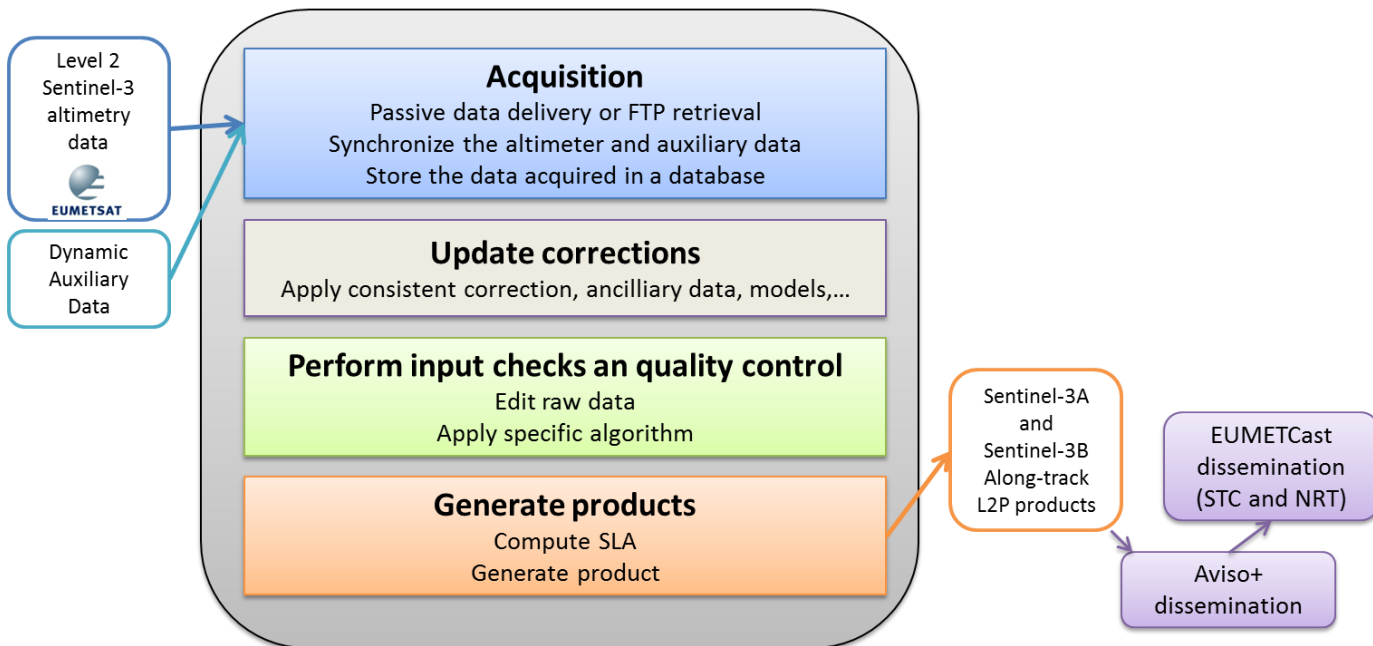 Level 2
Sentinel-3
altimetry
data
EUMETSAT
Dynamic
Auxiliary
Data
Acquisition
Passive data delivery or FTP retrieval
Synchronize the altimeter and auxiliary data
Store the data acquired in a database
Update corrections
Apply consistent correction, ancilliary data, models,...
Perform input checks an quality control
Edit raw data
Apply specific algorithm
Generate products
Compute SLA
Generate product
Sentinel-3A
and
Sentinel-3B
Along-track
L2P products
EUMETCast
dissemination
(STC and NRT)
Aviso+
dissemination